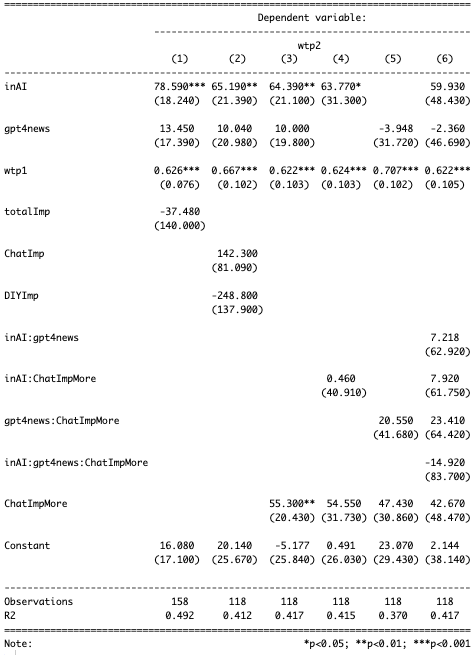 Dependent variable:
wtp2
(1) (2) (3) (4) (5) (6)
inAI 78.590*** 65.190** 64.390** 63.770* 59.930
(18.240) (21.390) (21.100) (31.300) (48.430)
gpt4news 13.450 10.040 10.000 -3.948 -2.360
(17.390) (20.980) (19.800) (31.720) (46.690)
wtp1 0.626*** 0.667*** 0.622*** 0.624*** 0.707*** 0.622***
(0.076) (0.102) (0.103) (0.103) (0.102) (0.105)
totalImp -37.480
(140.000)
ChatImp 142.300
(81.090)
DIYImp -248.800
(137.900)
inAI:gpt4news 7.218
(62.920)
inAI:ChatImpMore 0.460 7.920
(40.910) (61.750)
gpt4news:ChatImpMore 20.550 23.410
(41.680) (64.420)
inAI:gpt4news:ChatImpMore -14.920
(83.700)
ChatImpMore 55.300** 54.550 47.430 42.670
(20.430) (31.730) (30.860) (48.470)
Constant 16.080 20.140 -5.177 0.491 23.070 2.144
(17.100) (25.670) (25.840) (26.030) (29.430) (38.140)
Observations 158 118 118 118 118 118
R2 0.492 0.412 0.417 0.415 0.370 0.417
Note: *p<0.05; **p<0.01; ***p<0.001